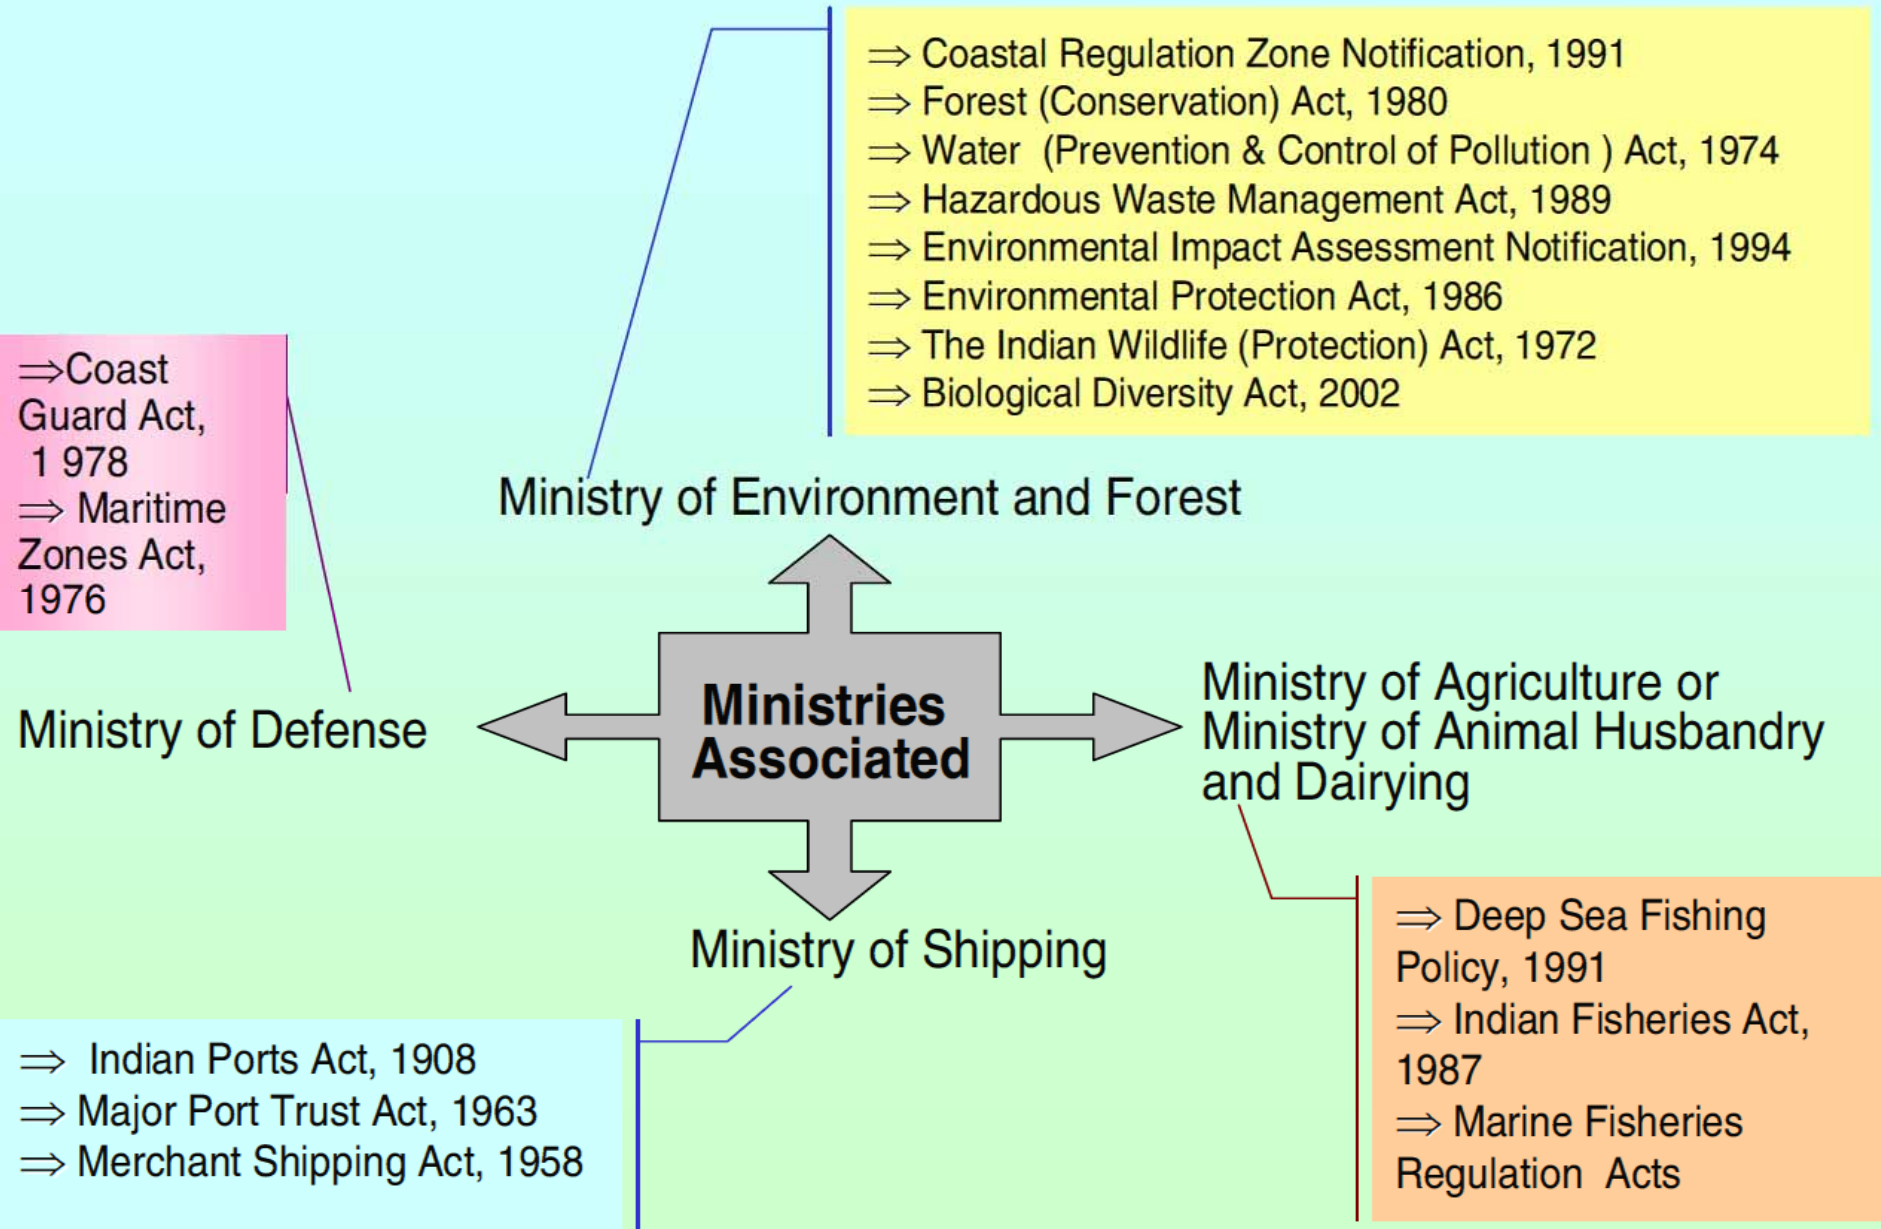 ⇒ Coastal Regulation Zone Notification, 1991
⇒ Forest (Conservation) Act, 1980
⇒ Water (Prevention & Control of Pollution ) Act, 1974
⇒ Hazardous Waste Management Act, 1989
⇒ Environmental Impact Assessment Notification, 1994
⇒ Environmental Protection Act, 1986
⇒ The Indian Wildlife (Protection) Act, 1972
⇒ Biological Diversity Act, 2002
⇒Coast
Guard Act,
1 978
⇒ Maritime
Zones Act,
1976
Ministry of Environment and Forest
Ministry of Defense
Ministries
Associated
Ministry of Agriculture or
Ministry of Animal Husbandry
and Dairying
Ministry of Shipping
⇒ Indian Ports Act, 1908
⇒ Major Port Trust Act, 1963
⇒ Merchant Shipping Act, 1958
⇒ Deep Sea Fishing
Policy, 1991
⇒ Indian Fisheries Act,
1987
⇒ Marine Fisheries
Regulation Acts